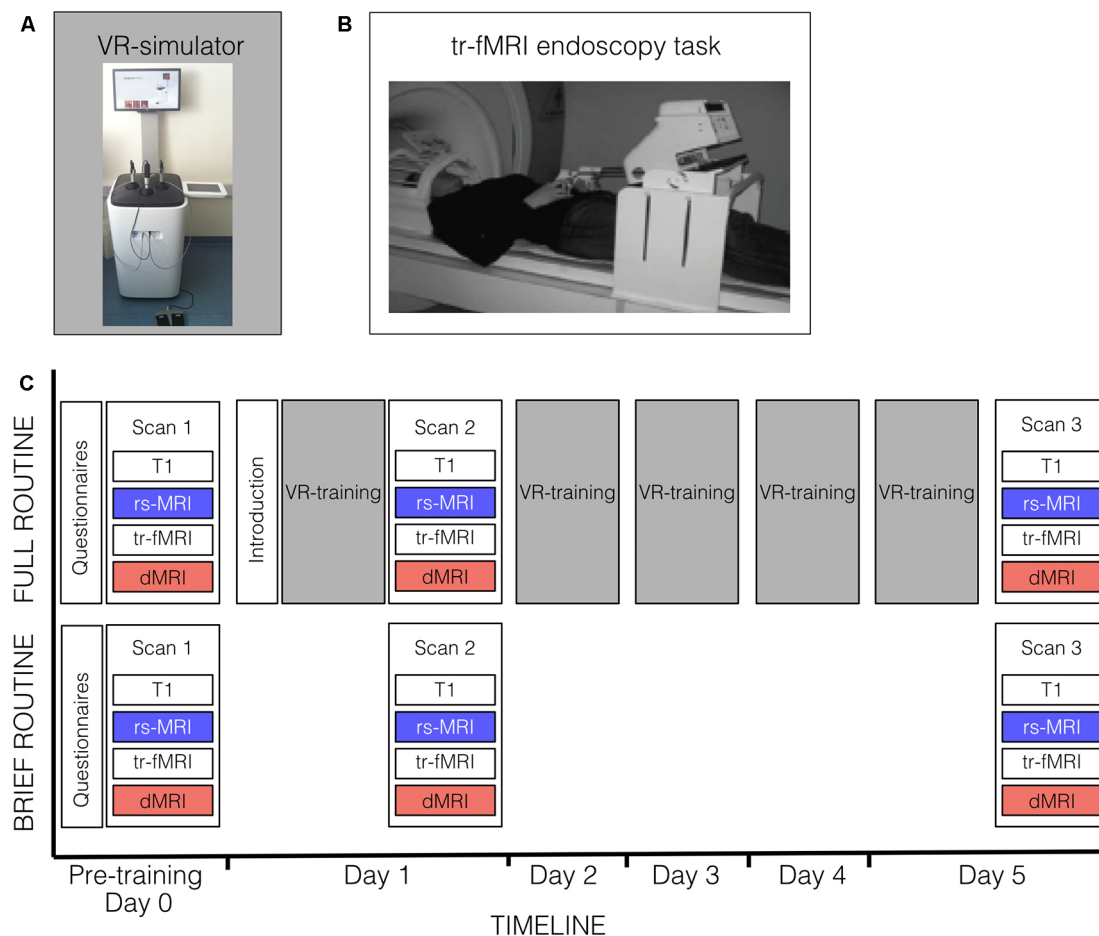 A
VR-simulator
B
tr-fMRI endoscopy task
C
FULL ROUTINE
Questionnaires
Scan 1
T1
rs-MRI
tr-fMRI
dMRI
Introduction
VR-training
Scan 2
T1
rs-MRI
tr-fMRI
dMRI
VR-training
VR-training
VR-training
VR-training
Scan 3
T1
rs-MRI
tr-fMRI
dMRI
BRIEF ROUTINE
Questionnaires
Scan 1
T1
rs-MRI
tr-fMRI
dMRI
Scan 2
T1
rs-MRI
tr-fMRI
dMRI
Scan 3
T1
rs-MRI
tr-fMRI
dMRI
Pre-training
Day 0
Day 1
Day 2
Day 3
Day 4
Day 5
TIMELINE